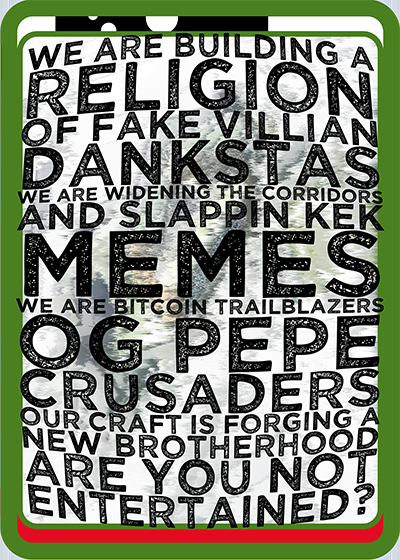 WE ARE BUILDING A
RELIGION
OF FAKE VILLIAN
DANKSTAS
WE ARE WIDENING THE CORRIDORS
AND SLAPPIN KEK
MEMES
WE ARE BITCOIN TRAILBLAZERS
OG PEPE
CRUSADERS
OUR CRAFT IS FORGING A
NEW BROTHERHOOD
ARE YOU NOT
ENTERTAINED?